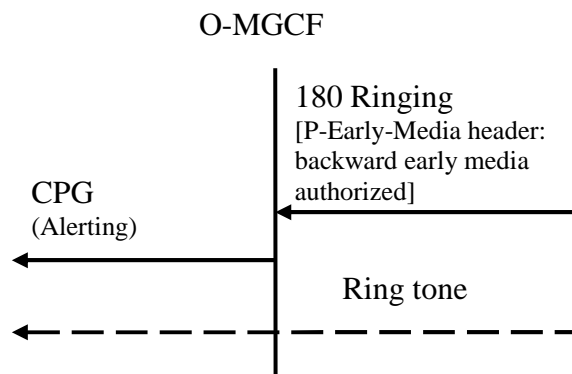 O-MGCF
180 Ringing
[P-Early-Media header:
backward early media
authorized]
CPG
(Alerting)
Ring tone